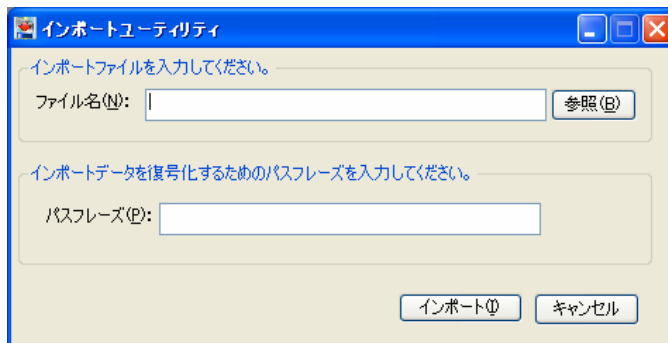 インポートユーティリティ
インポートファイルを入力してください。
ファイル名(N):
参照(B)
インポートデータを復号化するためのパスフレーズを入力してください。
パスフレーズ(P):
インポート(I)
キャンセル